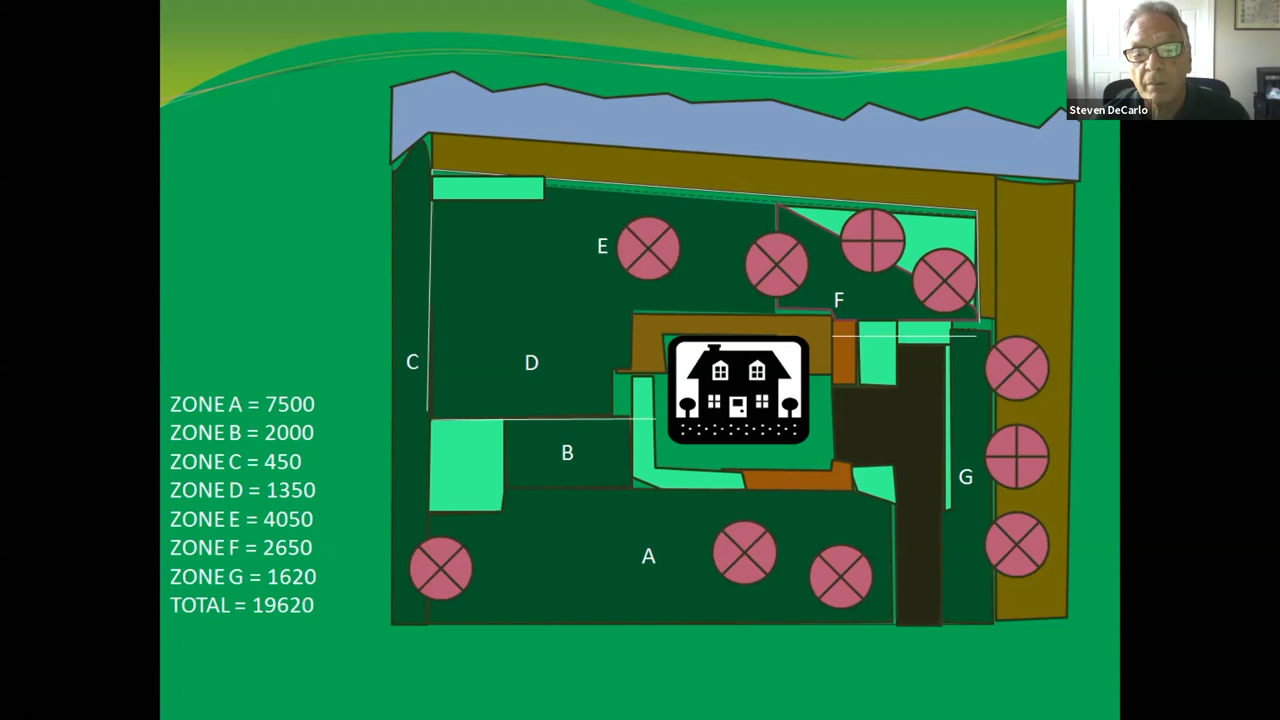 Steven DeCarlo
E
F
C
D
ZONE A = 7500
ZONE B = 2000
B
ZONE C = 450
G
ZONE D = 1350
ZONE E = 4050
ZONE F = 2650
A
ZONE G = 1620
TOTAL = 19620